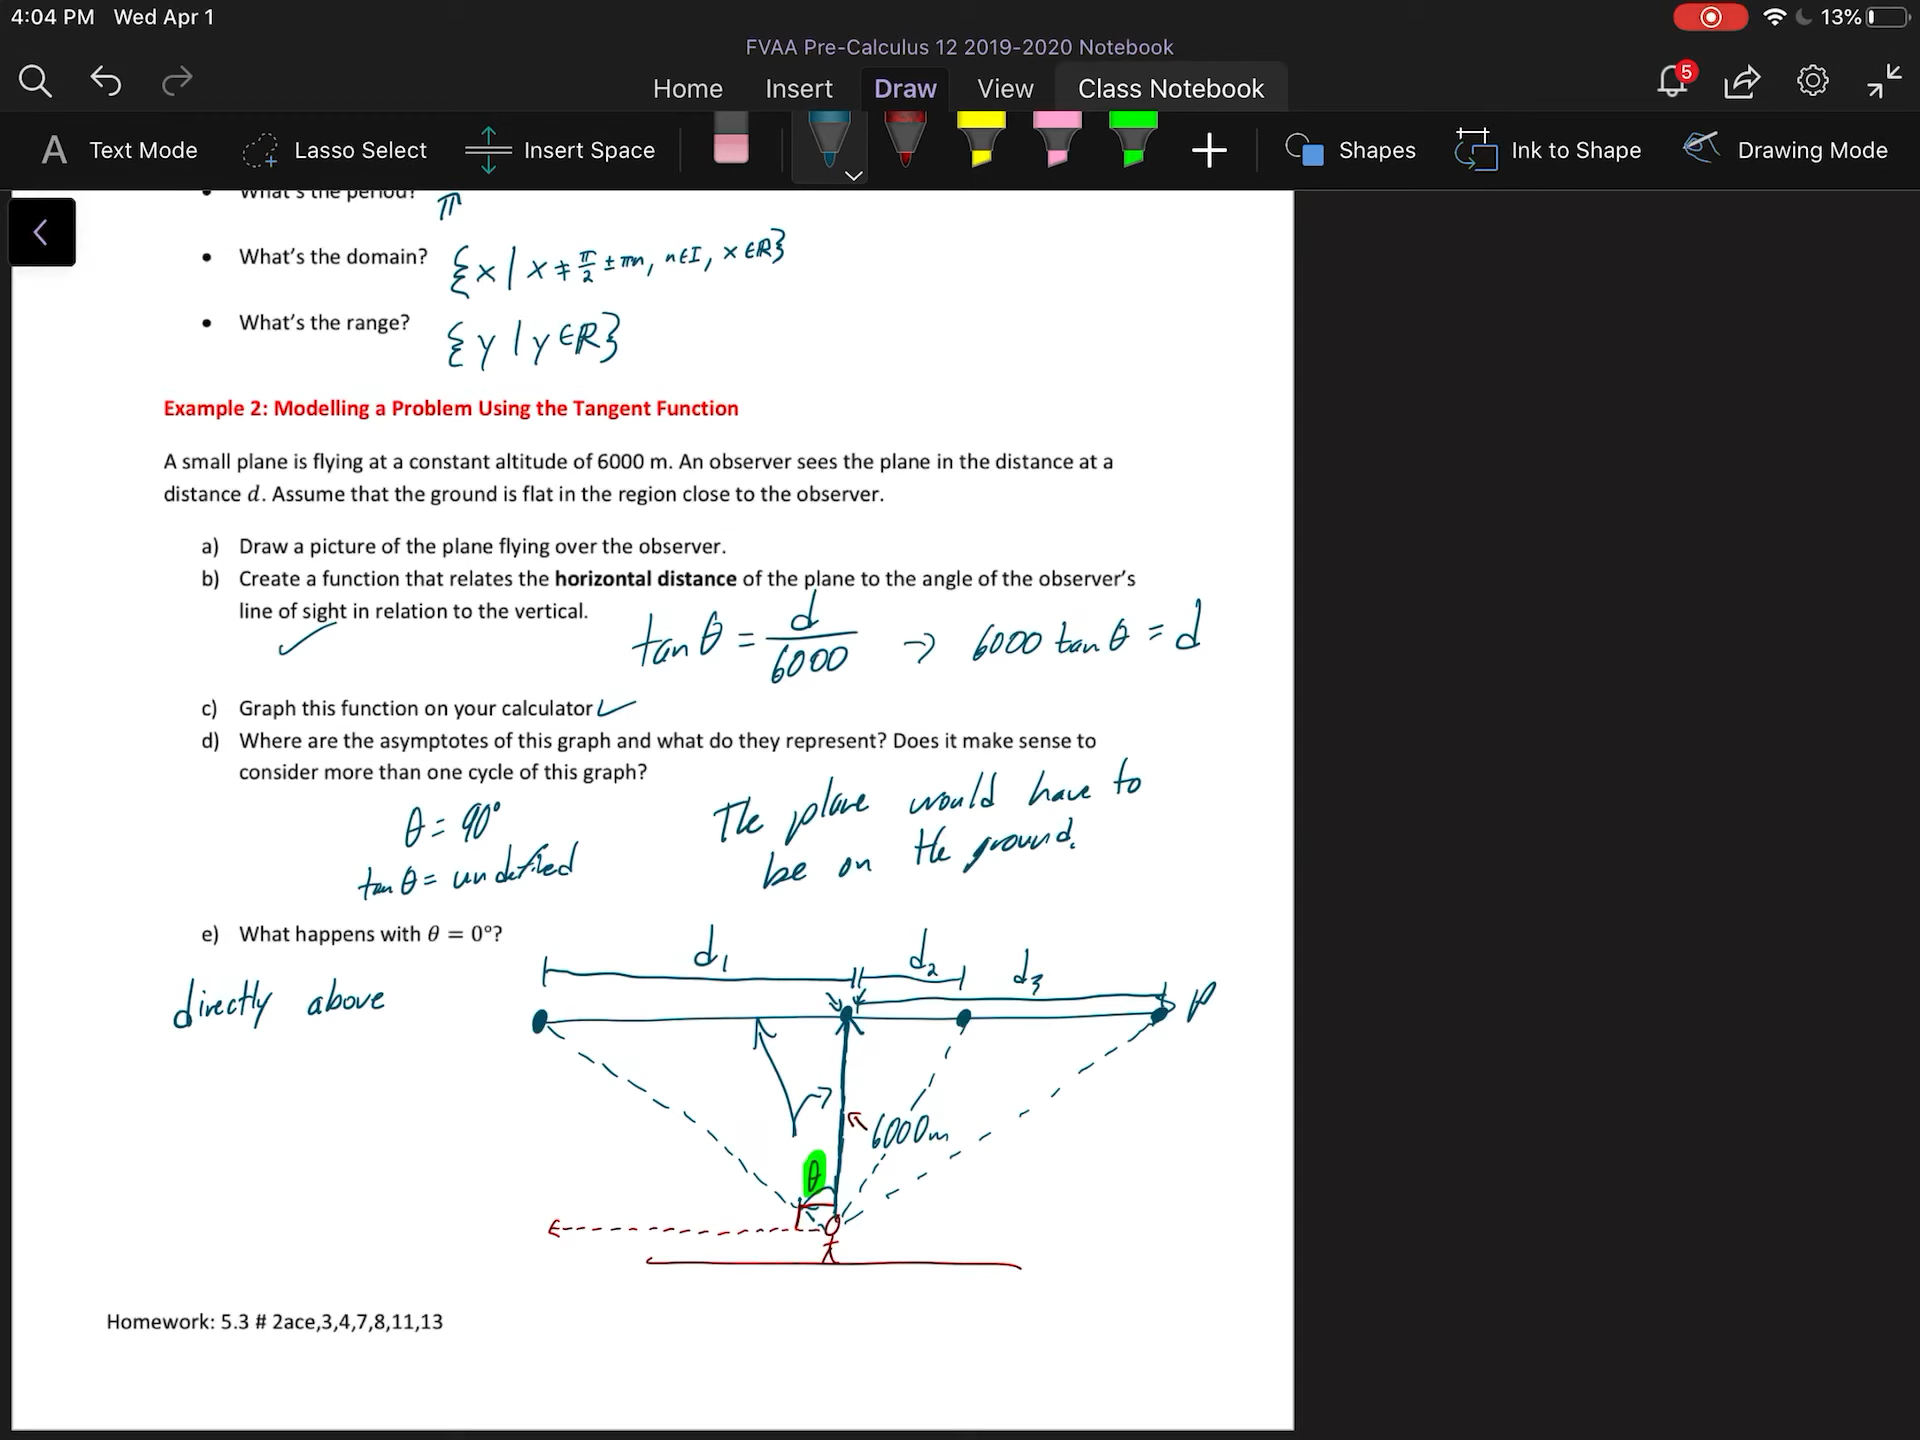 4:04 PM Wed Apr 1
13%
FVAA Pre-Calculus 12 2019-2020 Notebook
Home Insert Draw View Class Notebook
5
Text Mode Lasso Select Insert Space Shapes Ink to Shape Drawing Mode
What's the period? π
• What's the domain? {x | x ≠ π/2 ± πn, n∈I, x∈R}
• What's the range? {y | y∈R}
Example 2: Modelling a Problem Using the Tangent Function
A small plane is flying at a constant altitude of 6000 m. An observer sees the plane in the distance at a
distance d. Assume that the ground is flat in the region close to the observer.
a) Draw a picture of the plane flying over the observer.
b) Create a function that relates the horizontal distance of the plane to the angle of the observer's
line of sight in relation to the vertical.
tan θ = d/6000 → 6000 tan θ = d
c) Graph this function on your calculator
d) Where are the asymptotes of this graph and what do they represent? Does it make sense to
consider more than one cycle of this graph?
θ = 90°
tan θ = undefined
The plane would have to
be on the ground.
e) What happens with θ = 0°?
directly above
d₁ d₂ d₃
P
6000m
θ
Homework: 5.3 # 2ace,3,4,7,8,11,13